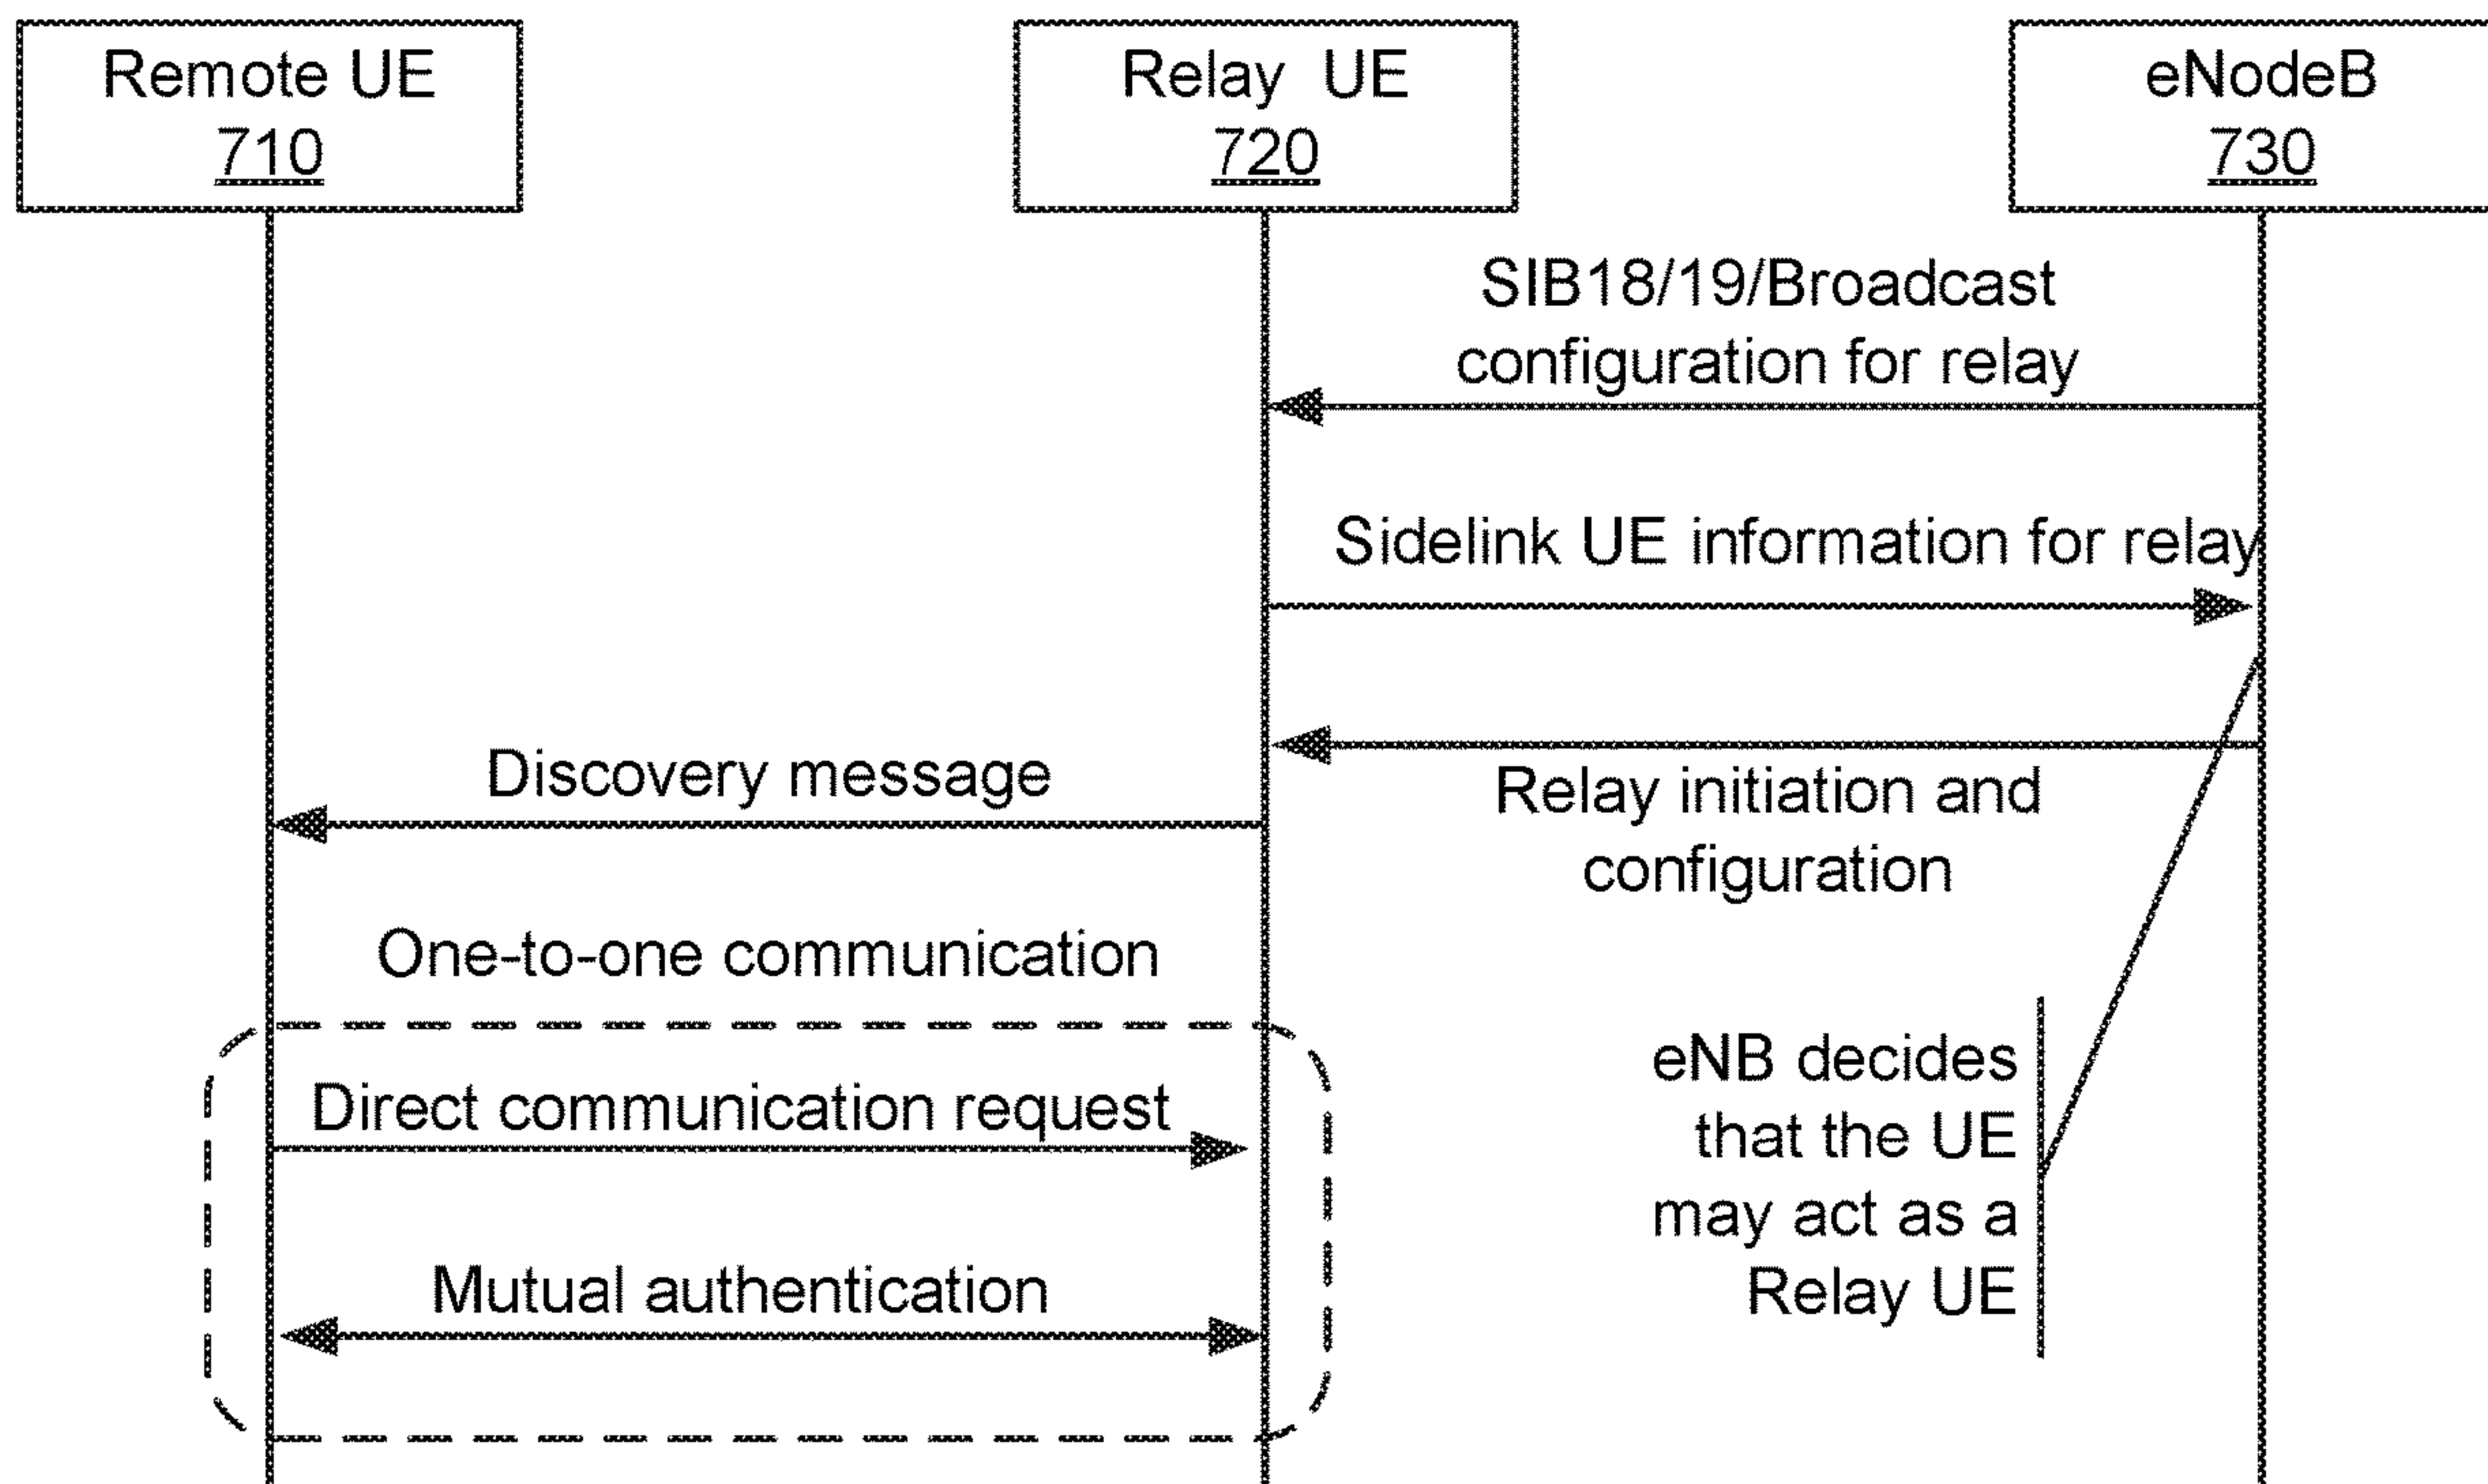 Remote UE
710
Relay UE
720
eNodeB
730
SIB18/19/Broadcast
configuration for relay
Sidelink UE information for relay
Discovery message
Relay initiation and
configuration
One-to-one communication
Direct communication request
Mutual authentication
eNB decides
that the UE
may act as a
Relay UE